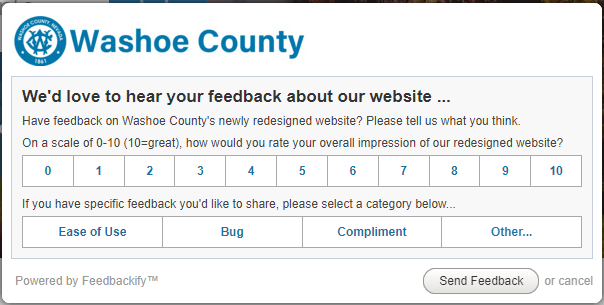 WASHOE COUNTY, NEVADA
1861
Washoe County
We'd love to hear your feedback about our website ...
Have feedback on Washoe County's newly redesigned website? Please tell us what you think.
On a scale of 0-10 (10=great), how would you rate your overall impression of our redesigned website?
0 1 2 3 4 5 6 7 8 9 10
If you have specific feedback you'd like to share, please select a category below...
Ease of Use Bug Compliment Other...
Powered by Feedbackify™ Send Feedback or cancel